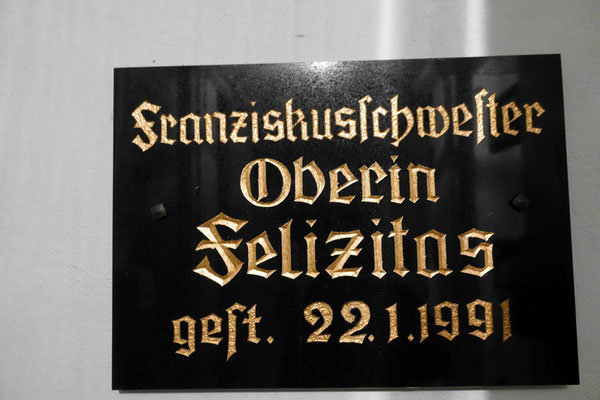 Franziskusſchweſter
Oberin
Felizitas
geſt. 22.1.1991